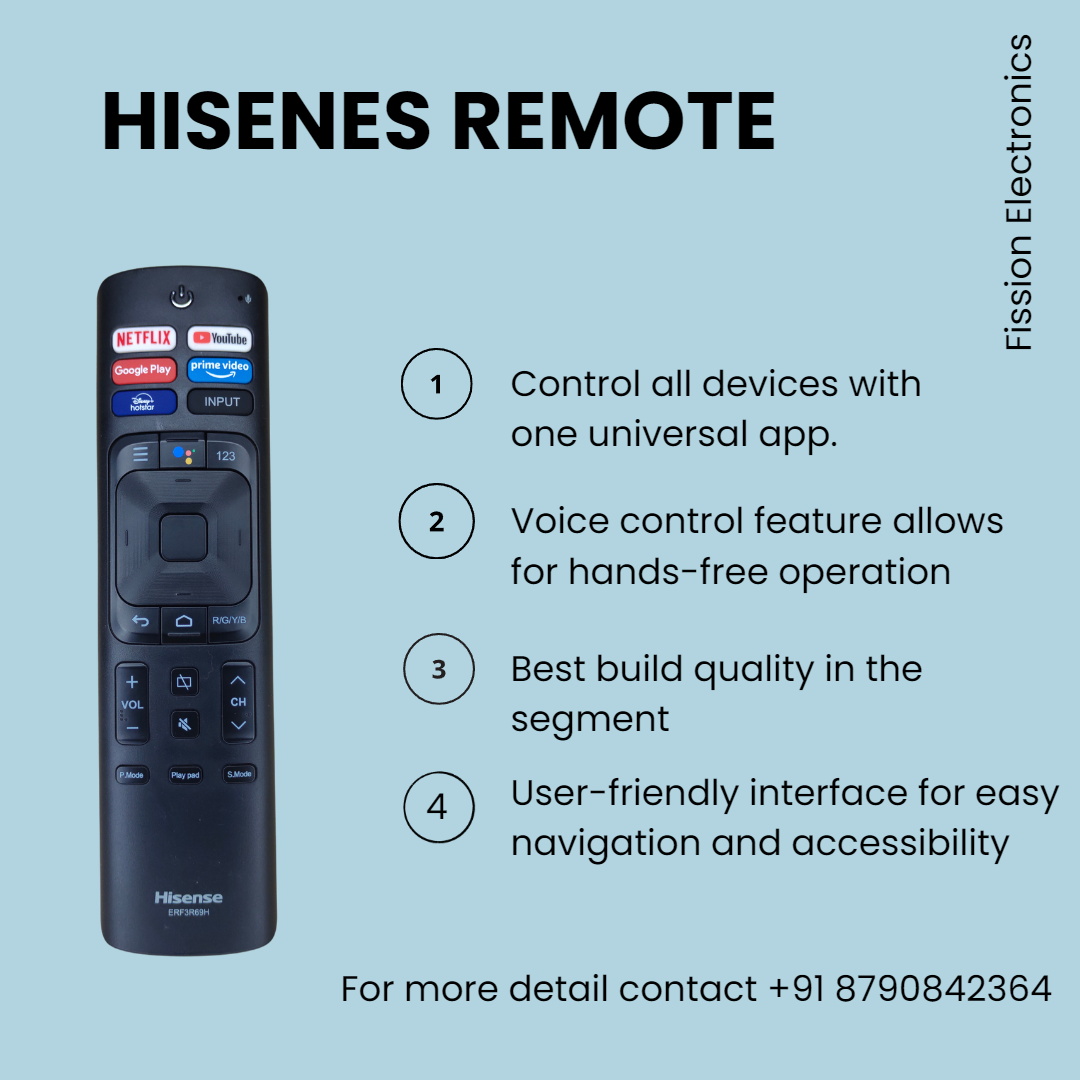 HISENES REMOTE
Fission Electronics
NETFLIX
YouTube
Google Play
prime video
Disney+
hotstar
INPUT
123
R/G/Y/B
+
VOL
−
CH
P.Mode
Play pad
S.Mode
Hisense
ERF3R69H
1
Control all devices with
one universal app.
2
Voice control feature allows
for hands-free operation
3
Best build quality in the
segment
4
User-friendly interface for easy
navigation and accessibility
For more detail contact +91 8790842364